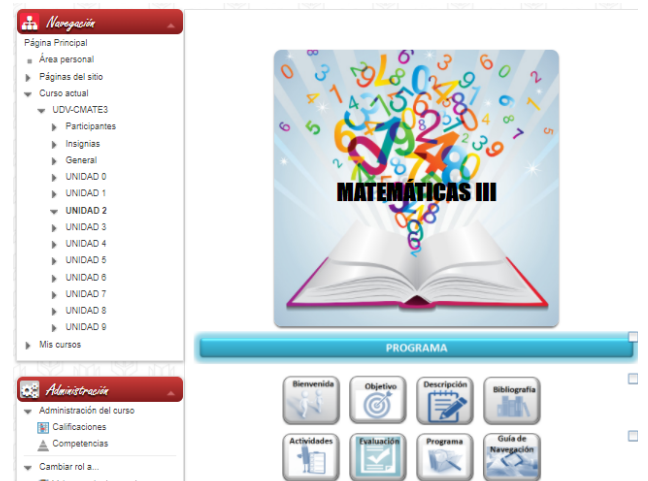 Navegación
Página Principal
Área personal
Páginas del sitio
Curso actual
UDV-CMATE3
Participantes
Insignias
General
UNIDAD 0
UNIDAD 1
UNIDAD 2
UNIDAD 3
UNIDAD 4
UNIDAD 5
UNIDAD 6
UNIDAD 7
UNIDAD 8
UNIDAD 9
Mis cursos
Administración
Administración del curso
Calificaciones
Competencias
Cambiar rol a...
MATEMÁTICAS III
PROGRAMA
Bienvenida
Objetivo
Descripción
Bibliografía
Actividades
Evaluación
Programa
Guía de
Navegación